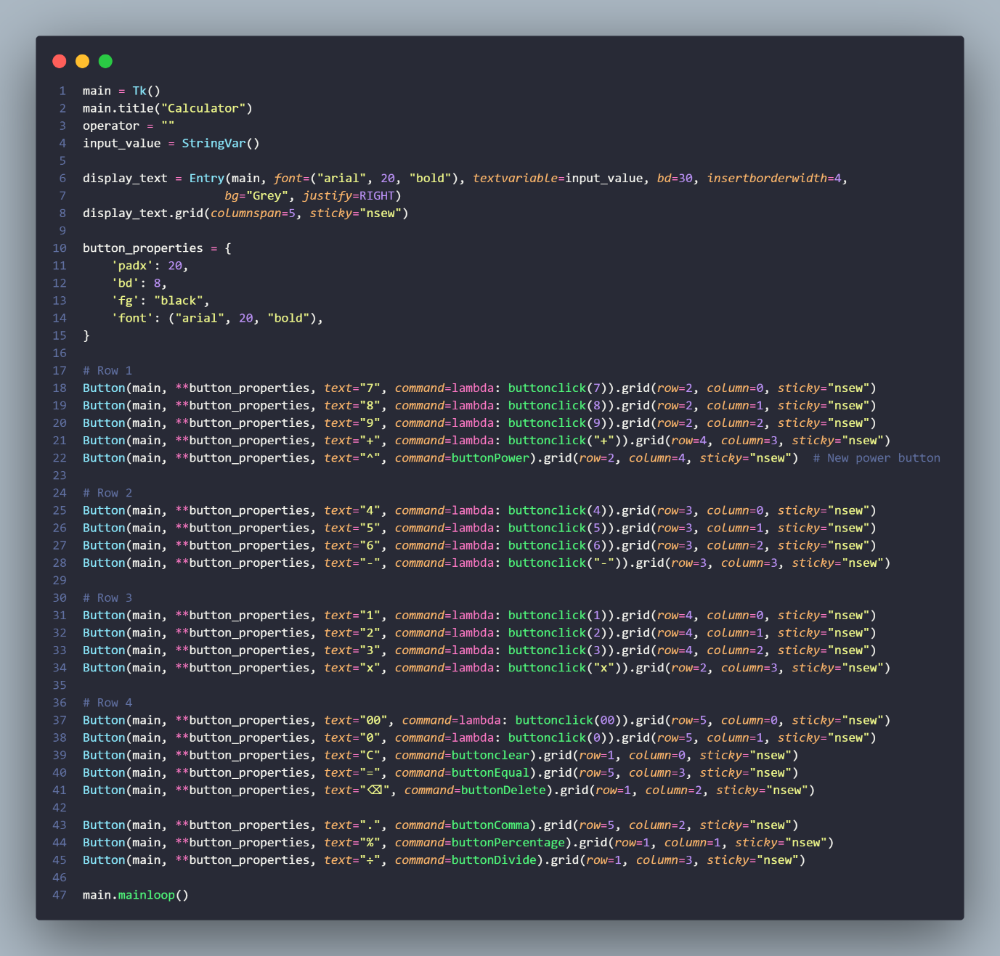 1 main = Tk()
2 main.title("Calculator")
3 operator = ""
4 input_value = StringVar()
5
6 display_text = Entry(main, font=("arial", 20, "bold"), textvariable=input_value, bd=30, insertborderwidth=4,
7                     bg="Grey", justify=RIGHT)
8 display_text.grid(columnspan=5, sticky="nsew")
9
10 button_properties = {
11     'padx': 20,
12     'bd': 8,
13     'fg': "black",
14     'font': ("arial", 20, "bold"),
15 }
16
17 # Row 1
18 Button(main, **button_properties, text="7", command=lambda: buttonclick(7)).grid(row=2, column=0, sticky="nsew")
19 Button(main, **button_properties, text="8", command=lambda: buttonclick(8)).grid(row=2, column=1, sticky="nsew")
20 Button(main, **button_properties, text="9", command=lambda: buttonclick(9)).grid(row=2, column=2, sticky="nsew")
21 Button(main, **button_properties, text="+", command=lambda: buttonclick("+")).grid(row=4, column=3, sticky="nsew")
22 Button(main, **button_properties, text="^", command=buttonPower).grid(row=2, column=4, sticky="nsew")  # New power button
23
24 # Row 2
25 Button(main, **button_properties, text="4", command=lambda: buttonclick(4)).grid(row=3, column=0, sticky="nsew")
26 Button(main, **button_properties, text="5", command=lambda: buttonclick(5)).grid(row=3, column=1, sticky="nsew")
27 Button(main, **button_properties, text="6", command=lambda: buttonclick(6)).grid(row=3, column=2, sticky="nsew")
28 Button(main, **button_properties, text="-", command=lambda: buttonclick("-")).grid(row=3, column=3, sticky="nsew")
29
30 # Row 3
31 Button(main, **button_properties, text="1", command=lambda: buttonclick(1)).grid(row=4, column=0, sticky="nsew")
32 Button(main, **button_properties, text="2", command=lambda: buttonclick(2)).grid(row=4, column=1, sticky="nsew")
33 Button(main, **button_properties, text="3", command=lambda: buttonclick(3)).grid(row=4, column=2, sticky="nsew")
34 Button(main, **button_properties, text="x", command=lambda: buttonclick("x")).grid(row=2, column=3, sticky="nsew")
35
36 # Row 4
37 Button(main, **button_properties, text="00", command=lambda: buttonclick(00)).grid(row=5, column=0, sticky="nsew")
38 Button(main, **button_properties, text="0", command=lambda: buttonclick(0)).grid(row=5, column=1, sticky="nsew")
39 Button(main, **button_properties, text="C", command=buttonclear).grid(row=1, column=0, sticky="nsew")
40 Button(main, **button_properties, text="=", command=buttonEqual).grid(row=5, column=3, sticky="nsew")
41 Button(main, **button_properties, text="⌫", command=buttonDelete).grid(row=1, column=2, sticky="nsew")
42
43 Button(main, **button_properties, text=".", command=buttonComma).grid(row=5, column=2, sticky="nsew")
44 Button(main, **button_properties, text="%", command=buttonPercentage).grid(row=1, column=1, sticky="nsew")
45 Button(main, **button_properties, text="÷", command=buttonDivide).grid(row=1, column=3, sticky="nsew")
46
47 main.mainloop()